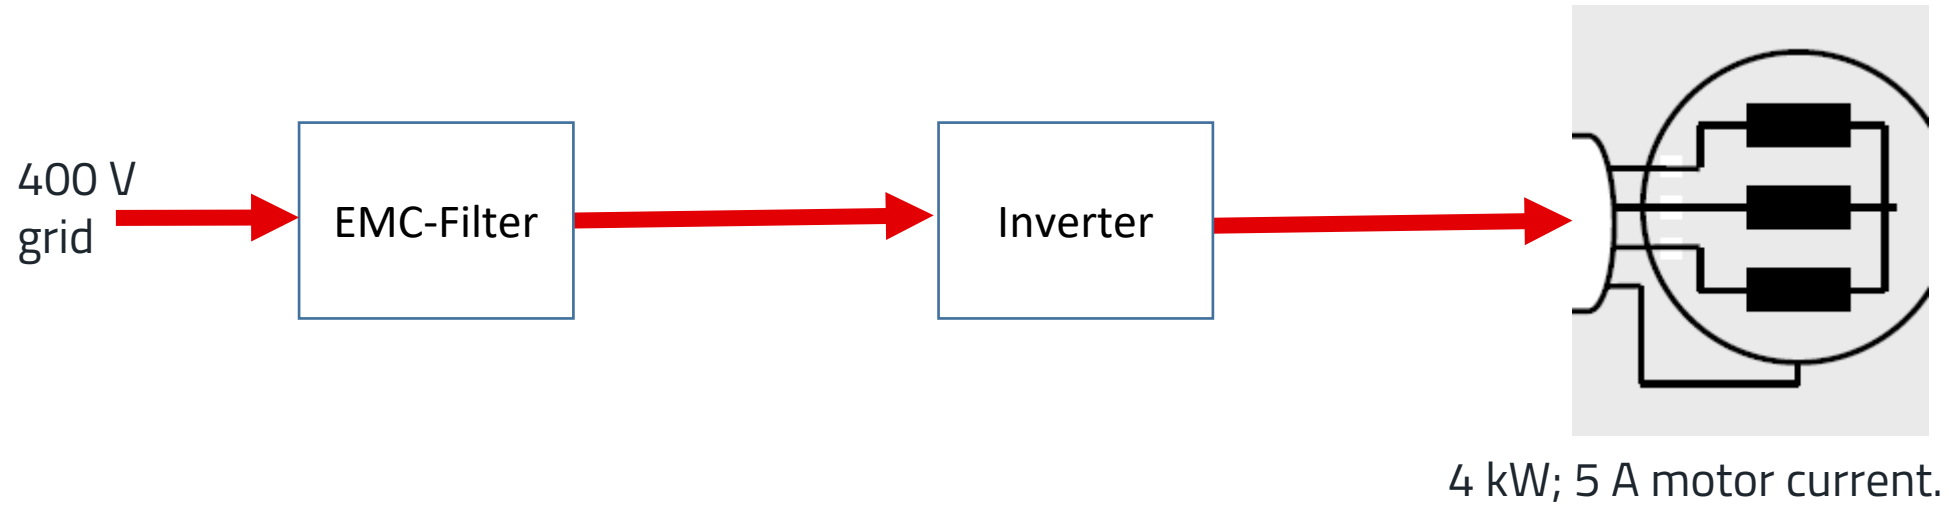 400 V
grid
EMC-Filter
Inverter
4 kW; 5 A motor current.